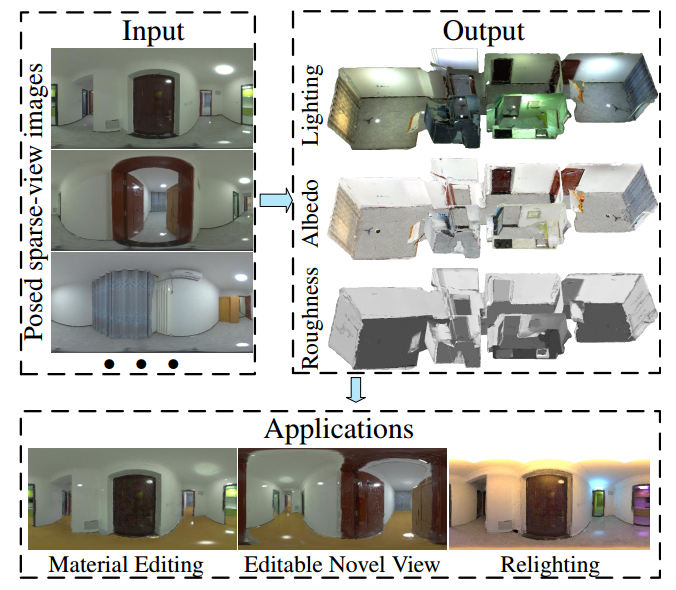 Input
Posed sparse-view images
Output
Lighting
Albedo
Roughness
Applications
Material Editing
Editable Novel View
Relighting